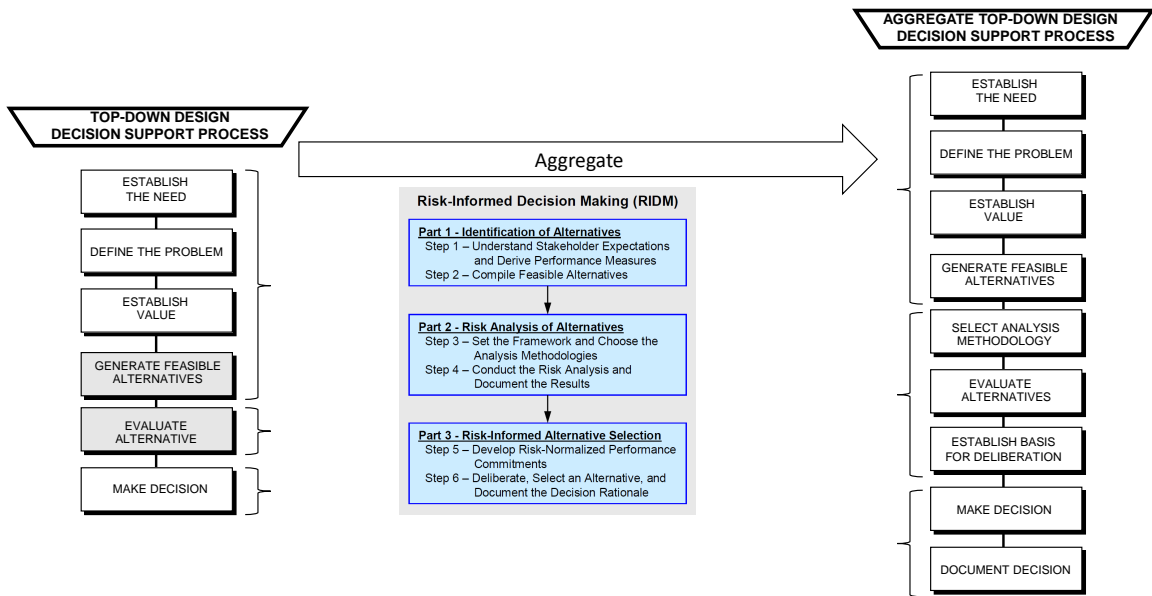 TOP-DOWN DESIGN
DECISION SUPPORT PROCESS
ESTABLISH
THE NEED
DEFINE THE PROBLEM
ESTABLISH
VALUE
GENERATE FEASIBLE
ALTERNATIVES
EVALUATE
ALTERNATIVE
MAKE DECISION
Aggregate
Risk-Informed Decision Making (RIDM)
Part 1 - Identification of Alternatives
Step 1 – Understand Stakeholder Expectations
and Derive Performance Measures
Step 2 – Compile Feasible Alternatives
Part 2 - Risk Analysis of Alternatives
Step 3 – Set the Framework and Choose the
Analysis Methodologies
Step 4 – Conduct the Risk Analysis and
Document the Results
Part 3 - Risk-Informed Alternative Selection
Step 5 – Develop Risk-Normalized Performance
Commitments
Step 6 – Deliberate, Select an Alternative, and
Document the Decision Rationale
AGGREGATE TOP-DOWN DESIGN
DECISION SUPPORT PROCESS
ESTABLISH
THE NEED
DEFINE THE PROBLEM
ESTABLISH
VALUE
GENERATE FEASIBLE
ALTERNATIVES
SELECT ANALYSIS
METHODOLOGY
EVALUATE
ALTERNATIVES
ESTABLISH BASIS
FOR DELIBERATION
MAKE DECISION
DOCUMENT DECISION